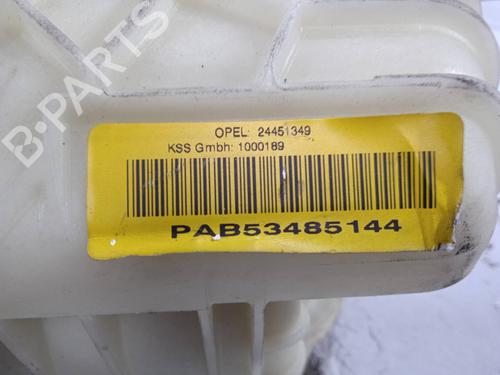 B-PARTS
OPEL: 24451349
KSS Gmbh: 1000189
PAB53485144